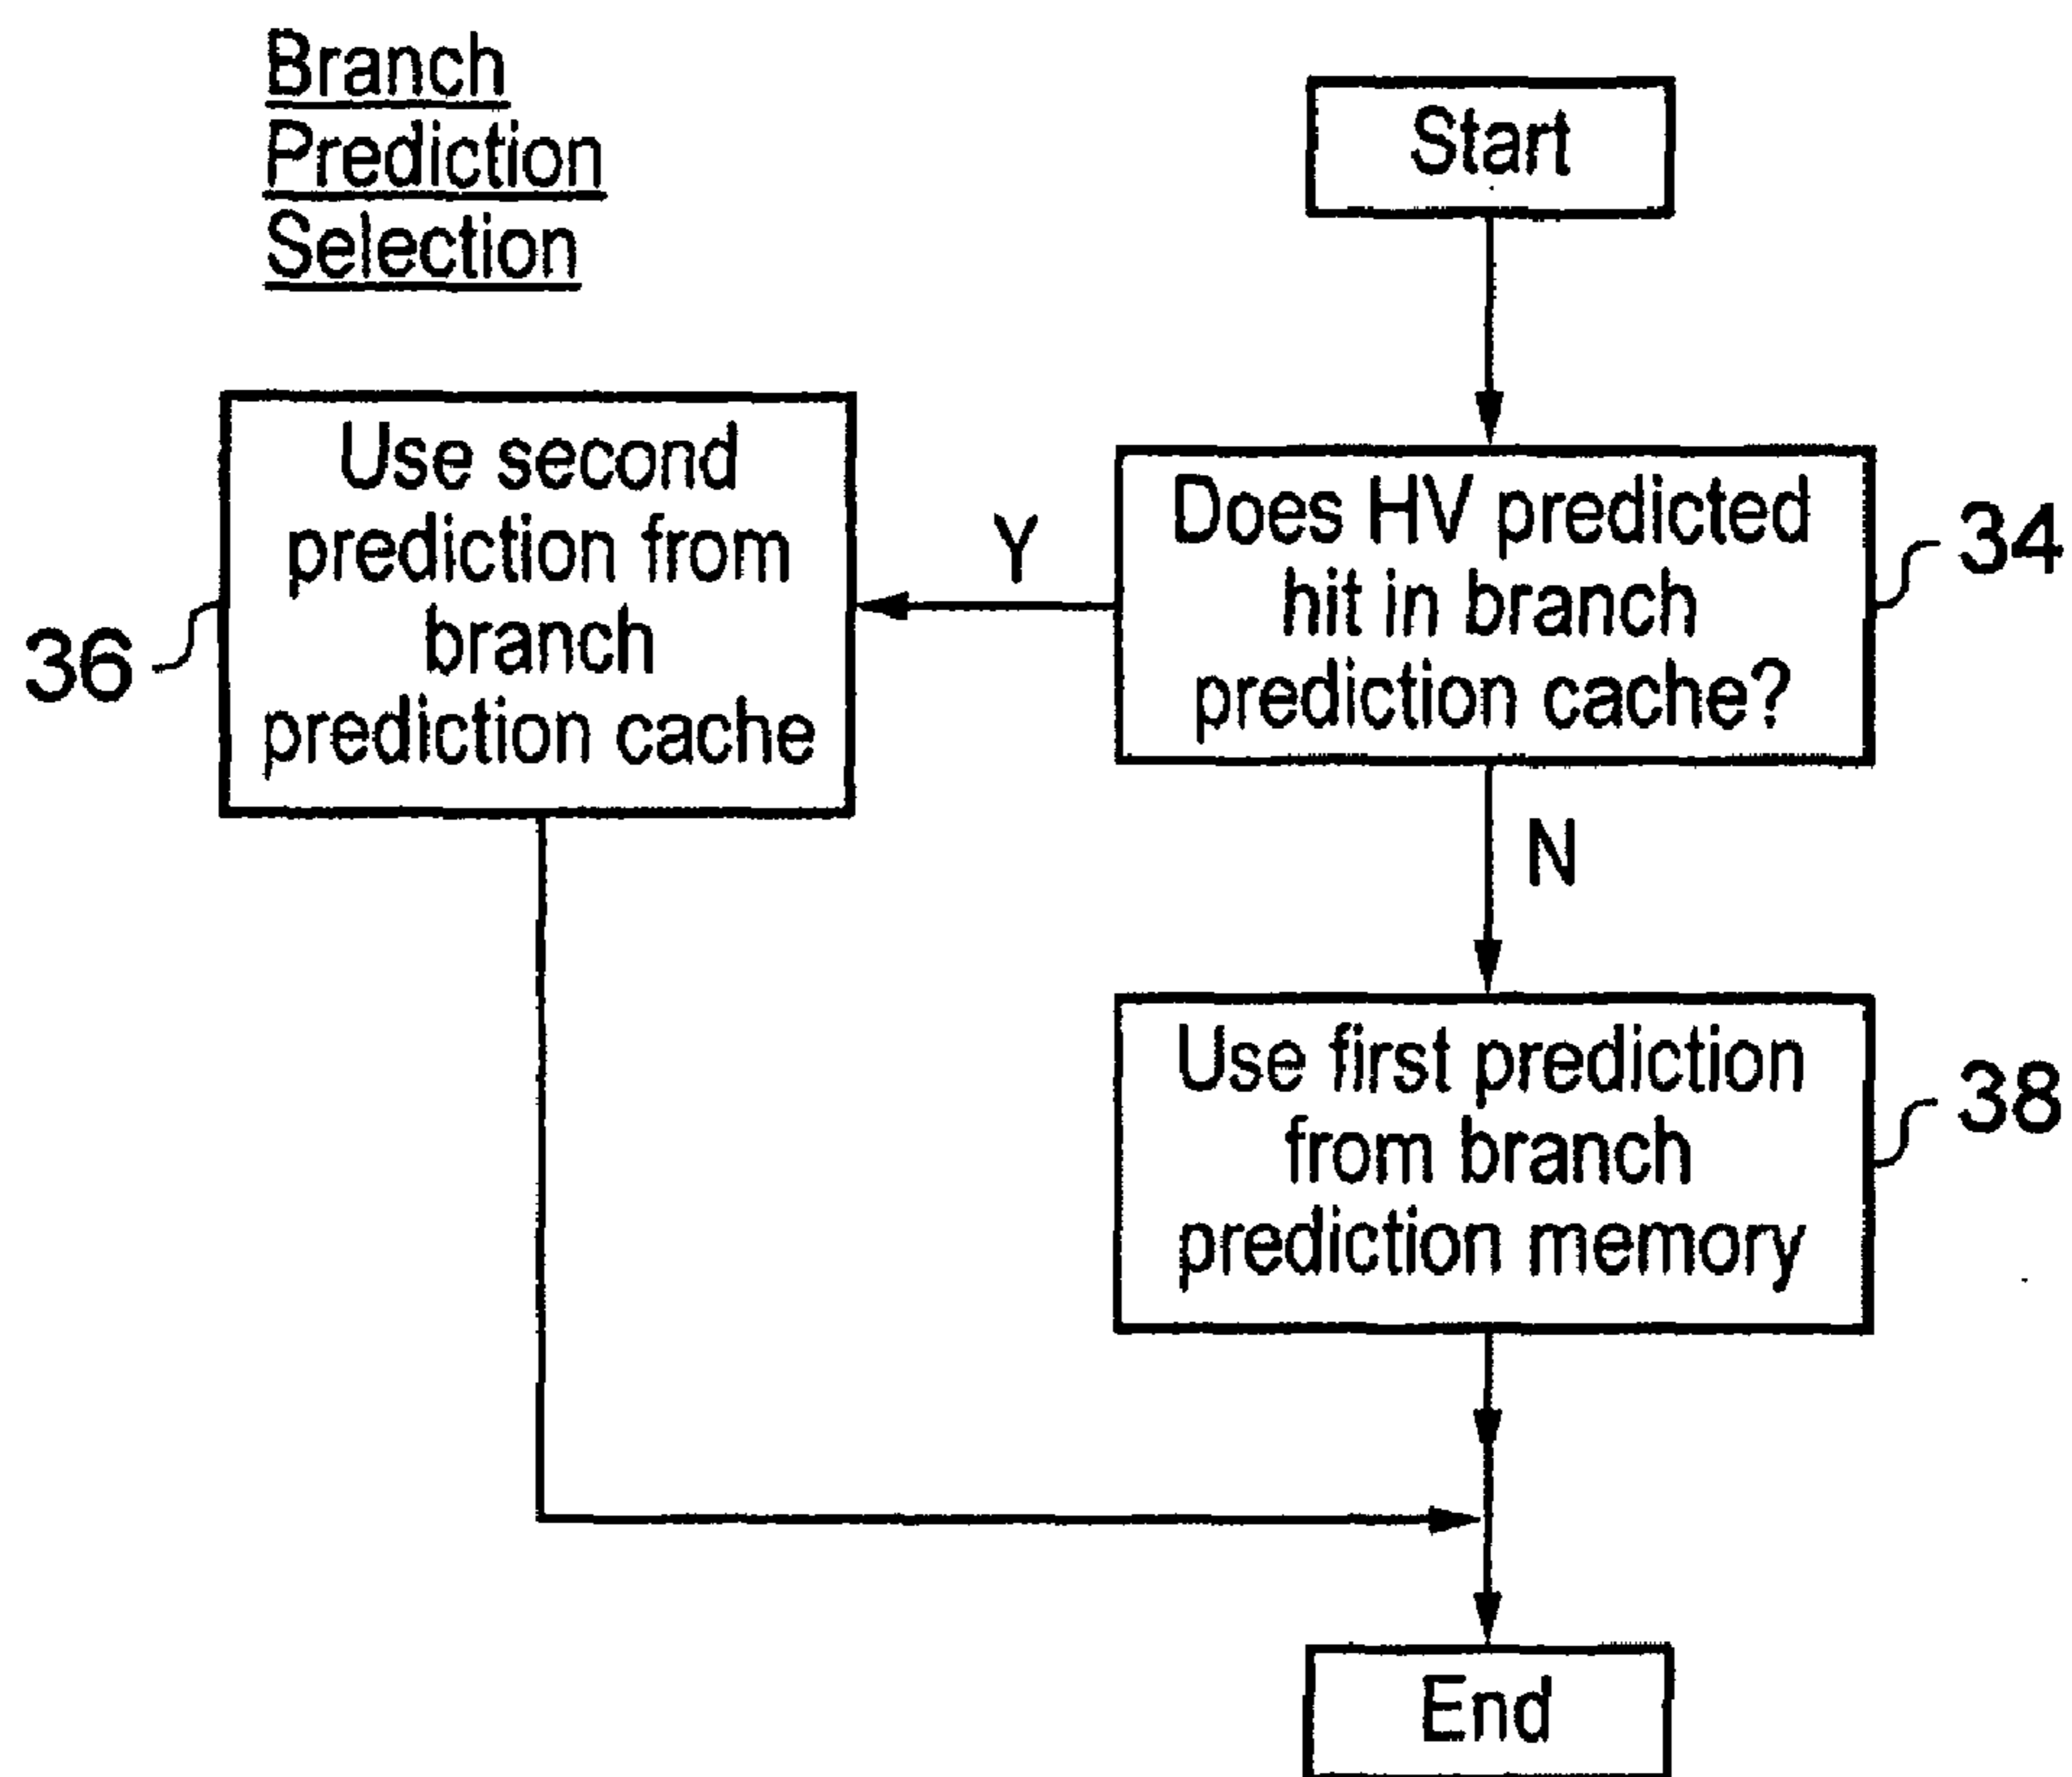 Branch
Prediction
Selection
Start
Does HV predicted
hit in branch
prediction cache?
34
Y
Use second
prediction from
branch
prediction cache
36
N
Use first prediction
from branch
prediction memory
38
End